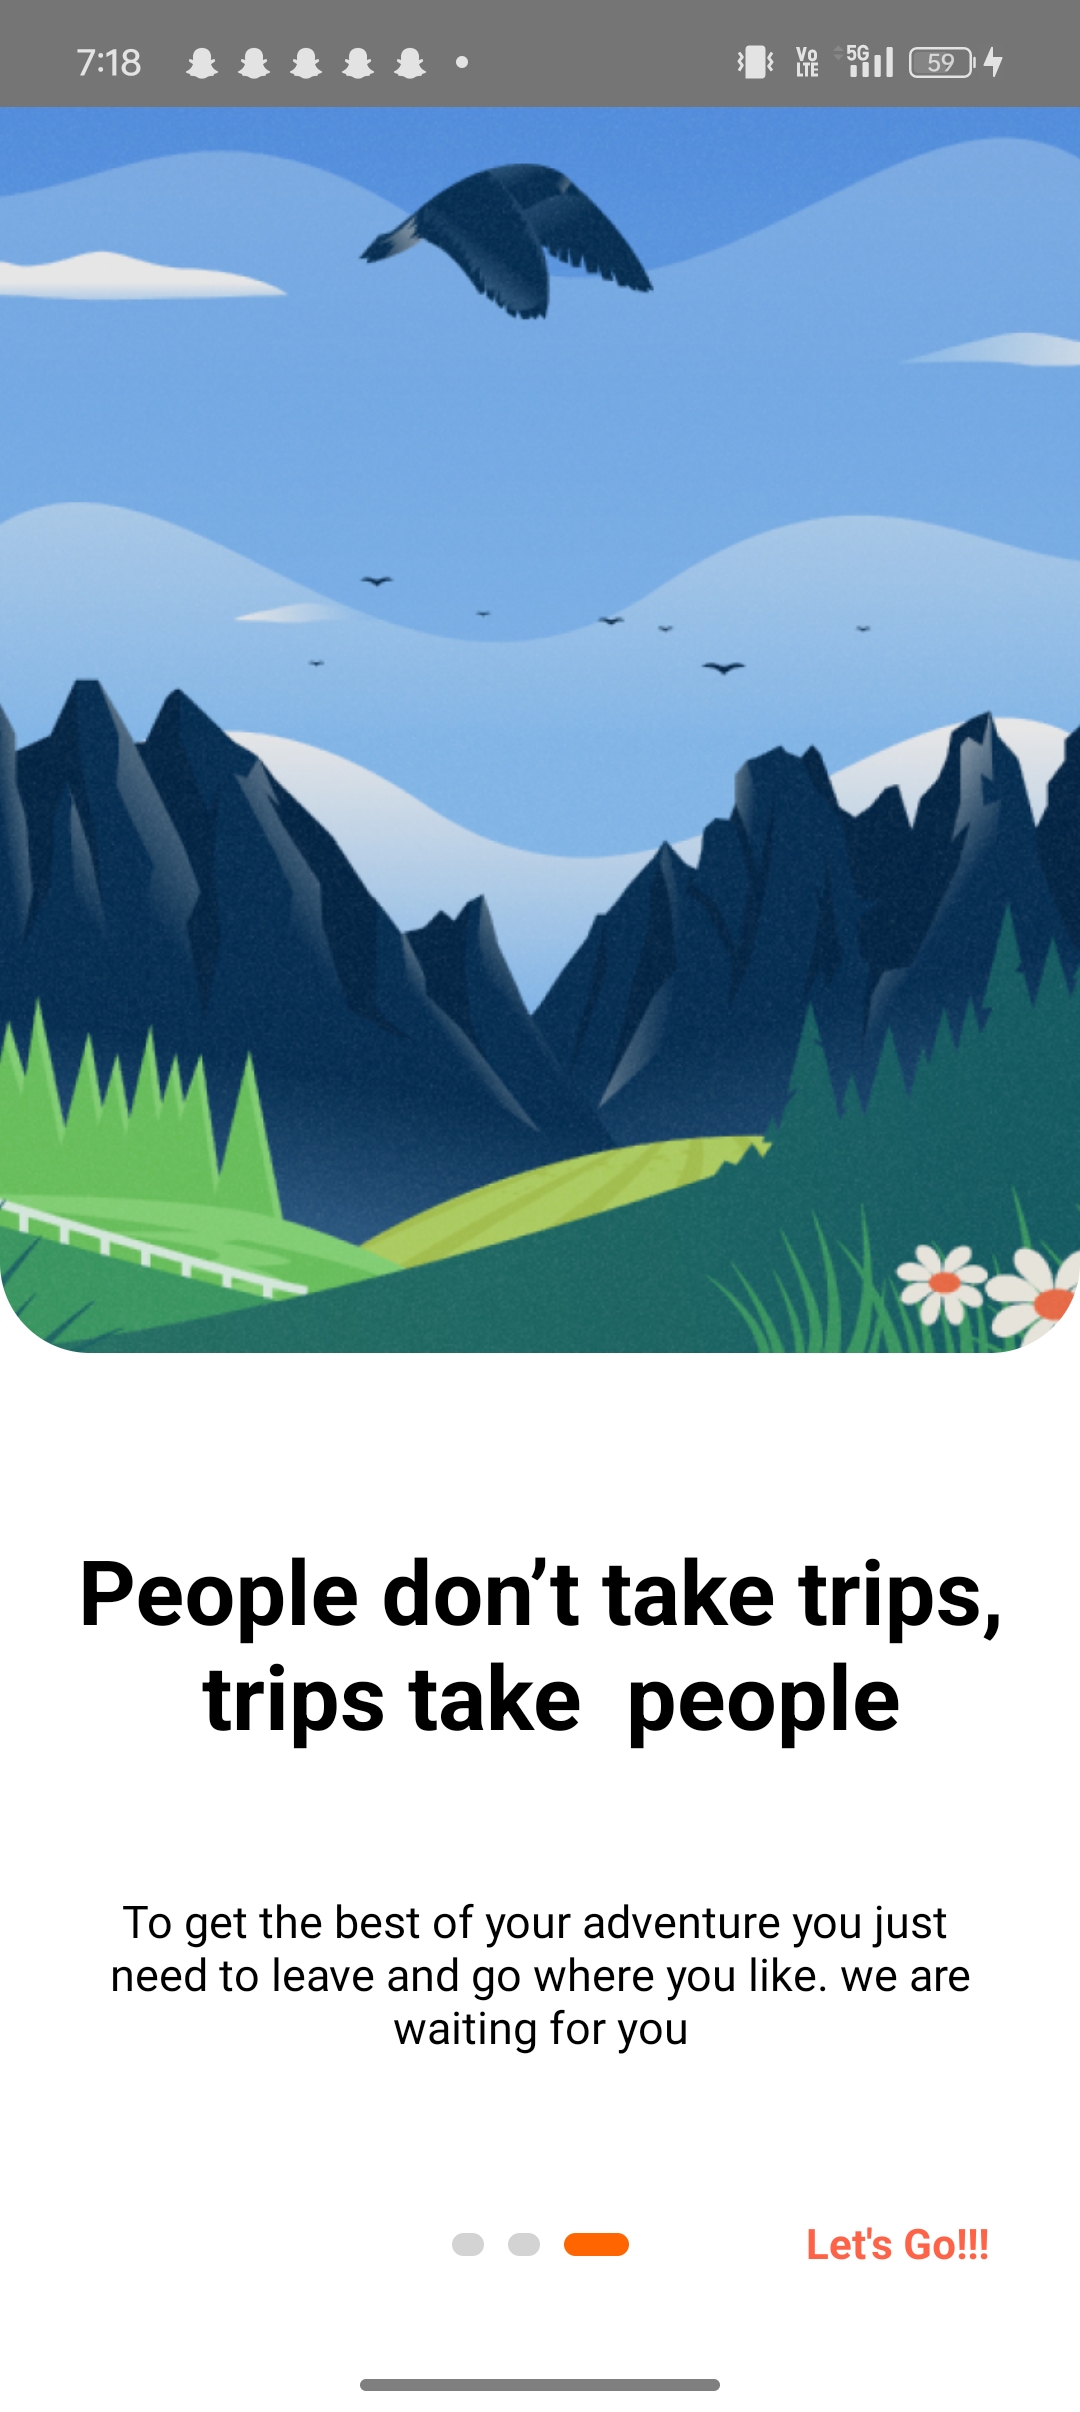 7:18
Vo
LTE
5G
59
People don’t take trips,
trips take  people
To get the best of your adventure you just
need to leave and go where you like. we are
waiting for you
Let's Go!!!